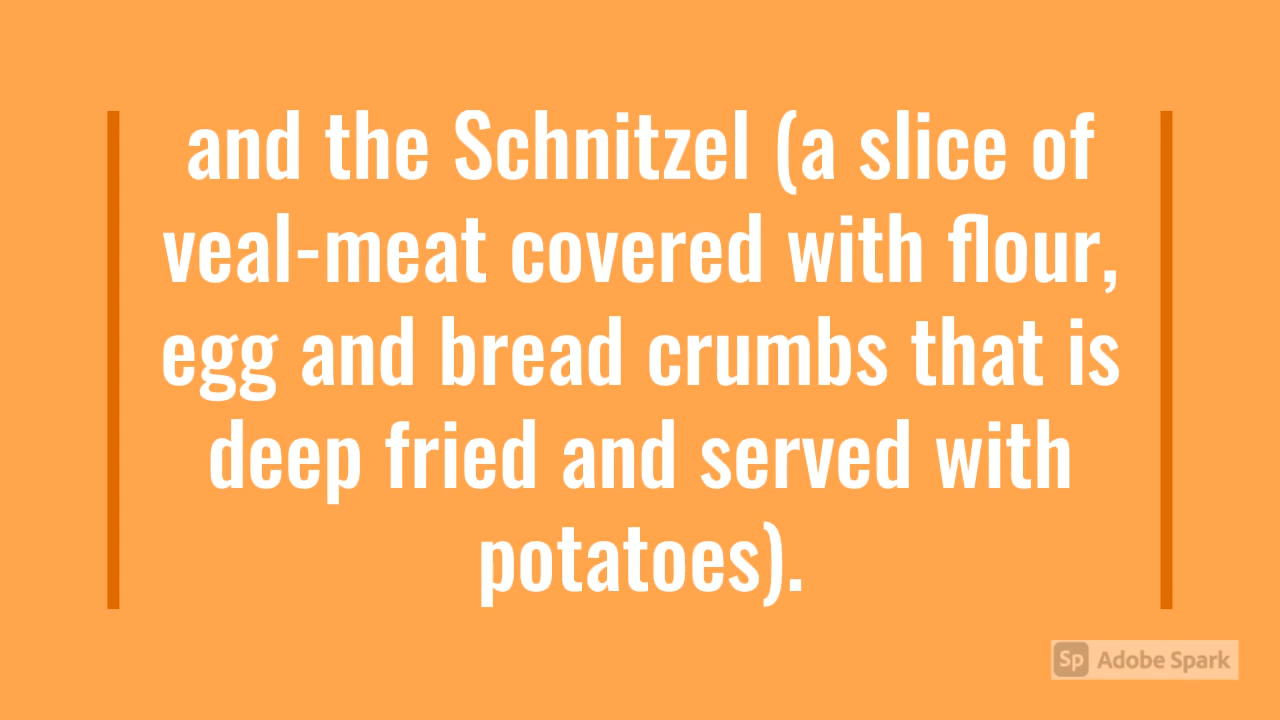 and the Schnitzel (a slice of
veal-meat covered with flour,
egg and bread crumbs that is
deep fried and served with
potatoes).
Sp Adobe Spark